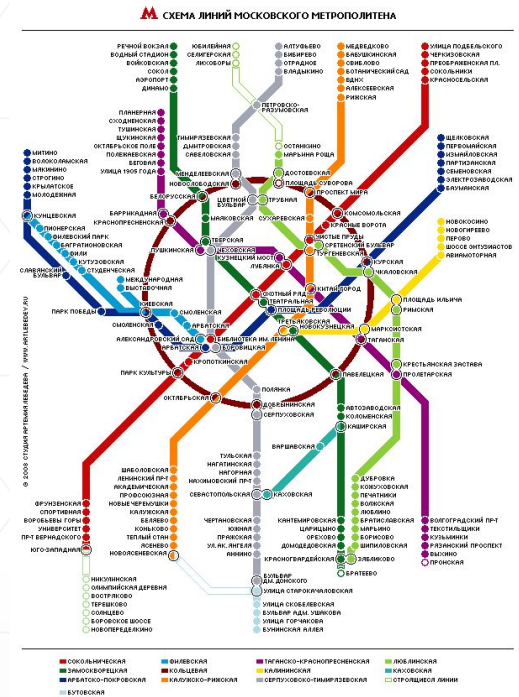 СХЕМА ЛИНИЙ МОСКОВСКОГО МЕТРОПОЛИТЕНА
РЕЧНОЙ ВОКЗАЛ
ВОДНЫЙ СТАДИОН
ВОЙКОВСКАЯ
СОКОЛ
АЭРОПОРТ
ДИНАМО
ЮБИЛЕЙНАЯ
СЕЛИГЕРСКАЯ
ЛИХОБОРЫ
АЛТУФЬЕВО
БИБИРЕВО
ОТРАДНОЕ
ВЛАДЫКИНО
МЕДВЕДКОВО
БАБУШКИНСКАЯ
СВИБЛОВО
БОТАНИЧЕСКИЙ САД
ВДНХ
АЛЕКСЕЕВСКАЯ
РИЖСКАЯ
УЛИЦА ПОДБЕЛЬСКОГО
ЧЕРКИЗОВСКАЯ
ПРЕОБРАЖЕНСКАЯ ПЛ.
СОКОЛЬНИКИ
КРАСНОСЕЛЬСКАЯ
ПЕТРОВСКО-
РАЗУМОВСКАЯ
ПЛАНЕРНАЯ
СХОДНЕНСКАЯ
ТУШИНСКАЯ
ЩУКИНСКАЯ
ОКТЯБРЬСКОЕ ПОЛЕ
ПОЛЕЖАЕВСКАЯ
БЕГОВАЯ
УЛИЦА 1905 ГОДА
ТИМИРЯЗЕВСКАЯ
ДМИТРОВСКАЯ
САВЕЛОВСКАЯ
ОСТАНКИНО
МАРЬИНА РОЩА
ЩЕЛКОВСКАЯ
ПЕРВОМАЙСКАЯ
ИЗМАЙЛОВСКАЯ
ПАРТИЗАНСКАЯ
СЕМЕНОВСКАЯ
ЭЛЕКТРОЗАВОДСКАЯ
БАУМАНСКАЯ
МИТИНО
ВОЛОКОЛАМСКАЯ
МЯКИНИНО
СТРОГИНО
КРЫЛАТСКОЕ
МОЛОДЕЖНАЯ
МЕНДЕЛЕЕВСКАЯ
НОВОСЛОБОДСКАЯ
ДОСТОЕВСКАЯ
ПЛОЩАДЬ СУВОРОВА
ПРОСПЕКТ МИРА
БЕЛОРУССКАЯ
ЦВЕТНОЙ
БУЛЬВАР
ТРУБНАЯ
КУНЦЕВСКАЯ
БАРРИКАДНАЯ
КРАСНОПРЕСНЕНСКАЯ
МАЯКОВСКАЯ
СУХАРЕВСКАЯ
КОМСОМОЛЬСКАЯ
КРАСНЫЕ ВОРОТА
НОВОКОСИНО
НОВОГИРЕЕВО
ПЕРОВО
ШОССЕ ЭНТУЗИАСТОВ
АВИАМОТОРНАЯ
ПИОНЕРСКАЯ
ФИЛЕВСКИЙ ПАРК
БАГРАТИОНОВСКАЯ
ФИЛИ
КУТУЗОВСКАЯ
СТУДЕНЧЕСКАЯ
СЛАВЯНСКИЙ
БУЛЬВАР
ТВЕРСКАЯ
ПУШКИНСКАЯ
ЧЕХОВСКАЯ
КУЗНЕЦКИЙ МОСТ
ЛУБЯНКА
ЧИСТЫЕ ПРУДЫ
СРЕТЕНСКИЙ БУЛЬВАР
ТУРГЕНЕВСКАЯ
КУРСКАЯ
ЧКАЛОВСКАЯ
МЕЖДУНАРОДНАЯ
ВЫСТАВОЧНАЯ
КИТАЙ-ГОРОД
ОХОТНЫЙ РЯД
ТЕАТРАЛЬНАЯ
ПЛОЩАДЬ РЕВОЛЮЦИИ
ПЛОЩАДЬ ИЛЬИЧА
РИМСКАЯ
КИЕВСКАЯ
ПАРК ПОБЕДЫ
СМОЛЕНСКАЯ
СМОЛЕНСКАЯ
АРБАТСКАЯ
ТРЕТЬЯКОВСКАЯ
НОВОКУЗНЕЦКАЯ
МАРКСИСТСКАЯ
ТАГАНСКАЯ
АЛЕКСАНДРОВСКИЙ САД
БИБЛИОТЕКА ИМ. ЛЕНИНА
АРБАТСКАЯ
БОРОВИЦКАЯ
КРОПОТКИНСКАЯ
ПАРК КУЛЬТУРЫ
ПАВЕЛЕЦКАЯ
КРЕСТЬЯНСКАЯ ЗАСТАВА
ПРОЛЕТАРСКАЯ
ПОЛЯНКА
ОКТЯБРЬСКАЯ
ДОБРЫНИНСКАЯ
СЕРПУХОВСКАЯ
АВТОЗАВОДСКАЯ
КОЛОМЕНСКАЯ
КАШИРСКАЯ
ВАРШАВСКАЯ
ТУЛЬСКАЯ
НАГАТИНСКАЯ
НАГОРНАЯ
НАХИМОВСКИЙ ПР-Т
СЕВАСТОПОЛЬСКАЯ
КАХОВСКАЯ
ШАБОЛОВСКАЯ
ЛЕНИНСКИЙ ПР-Т
АКАДЕМИЧЕСКАЯ
ПРОФСОЮЗНАЯ
НОВЫЕ ЧЕРЕМУШКИ
КАЛУЖСКАЯ
БЕЛЯЕВО
КОНЬКОВО
ТЕПЛЫЙ СТАН
ЯСЕНЕВО
НОВОЯСЕНЕВСКАЯ
ДУБРОВКА
КОЖУХОВСКАЯ
ПЕЧАТНИКИ
ВОЛЖСКАЯ
ЛЮБЛИНО
БРАТИСЛАВСКАЯ
МАРЬИНО
БОРИСОВО
ШИПИЛОВСКАЯ
ЗЯБЛИКОВО
ФРУНЗЕНСКАЯ
СПОРТИВНАЯ
ВОРОБЬЕВЫ ГОРЫ
УНИВЕРСИТЕТ
ПР-Т ВЕРНАДСКОГО
ЮГО-ЗАПАДНАЯ
ЧЕРТАНОВСКАЯ
ЮЖНАЯ
ПРАЖСКАЯ
УЛ. АК. ЯНГЕЛЯ
АННИНО
КАНТЕМИРОВСКАЯ
ЦАРИЦЫНО
ОРЕХОВО
ДОМОДЕДОВСКАЯ
КРАСНОГВАРДЕЙСКАЯ
БРАТЕЕВО
ВОЛГОГРАДСКИЙ ПР-Т
ТЕКСТИЛЬЩИКИ
КУЗЬМИНКИ
РЯЗАНСКИЙ ПРОСПЕКТ
ВЫХИНО
ПРОНСКАЯ
НИКУЛИНСКАЯ
ОЛИМПИЙСКАЯ ДЕРЕВНЯ
ВОСТРЯКОВО
ТЕРЕШКОВО
СОЛНЦЕВО
БОРОВСКОЕ ШОССЕ
НОВОПЕРЕДЕЛКИНО
БУЛЬВАР
ДМ. ДОНСКОГО
УЛИЦА СТАРОКАЧАЛОВСКАЯ
УЛИЦА СКОБЕЛЕВСКАЯ
БУЛЬВАР АДМ. УШАКОВА
УЛИЦА ГОРЧАКОВА
БУНИНСКАЯ АЛЛЕЯ
© 2008 СТУДИЯ АРТЕМИЯ ЛЕБЕДЕВА / WWW.ARTLEBEDEV.RU
СОКОЛЬНИЧЕСКАЯ
ЗАМОСКВОРЕЦКАЯ
АРБАТСКО-ПОКРОВСКАЯ
ФИЛЕВСКАЯ
КОЛЬЦЕВАЯ
КАЛУЖСКО-РИЖСКАЯ
ТАГАНСКО-КРАСНОПРЕСНЕНСКАЯ
КАЛИНИНСКАЯ
СЕРПУХОВСКО-ТИМИРЯЗЕВСКАЯ
ЛЮБЛИНСКАЯ
КАХОВСКАЯ
СТРОЯЩИЕСЯ ЛИНИИ
БУТОВСКАЯ